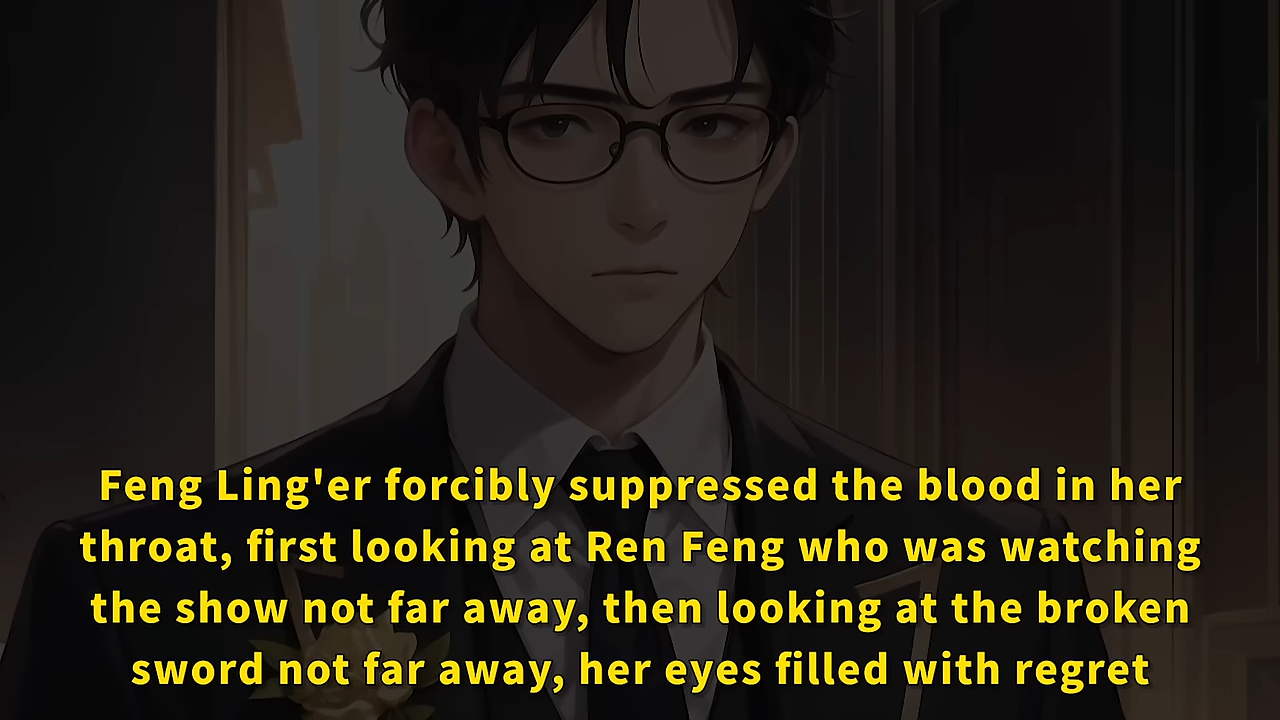 Feng Ling'er forcibly suppressed the blood in her
throat, first looking at Ren Feng who was watching
the show not far away, then looking at the broken
sword not far away, her eyes filled with regret